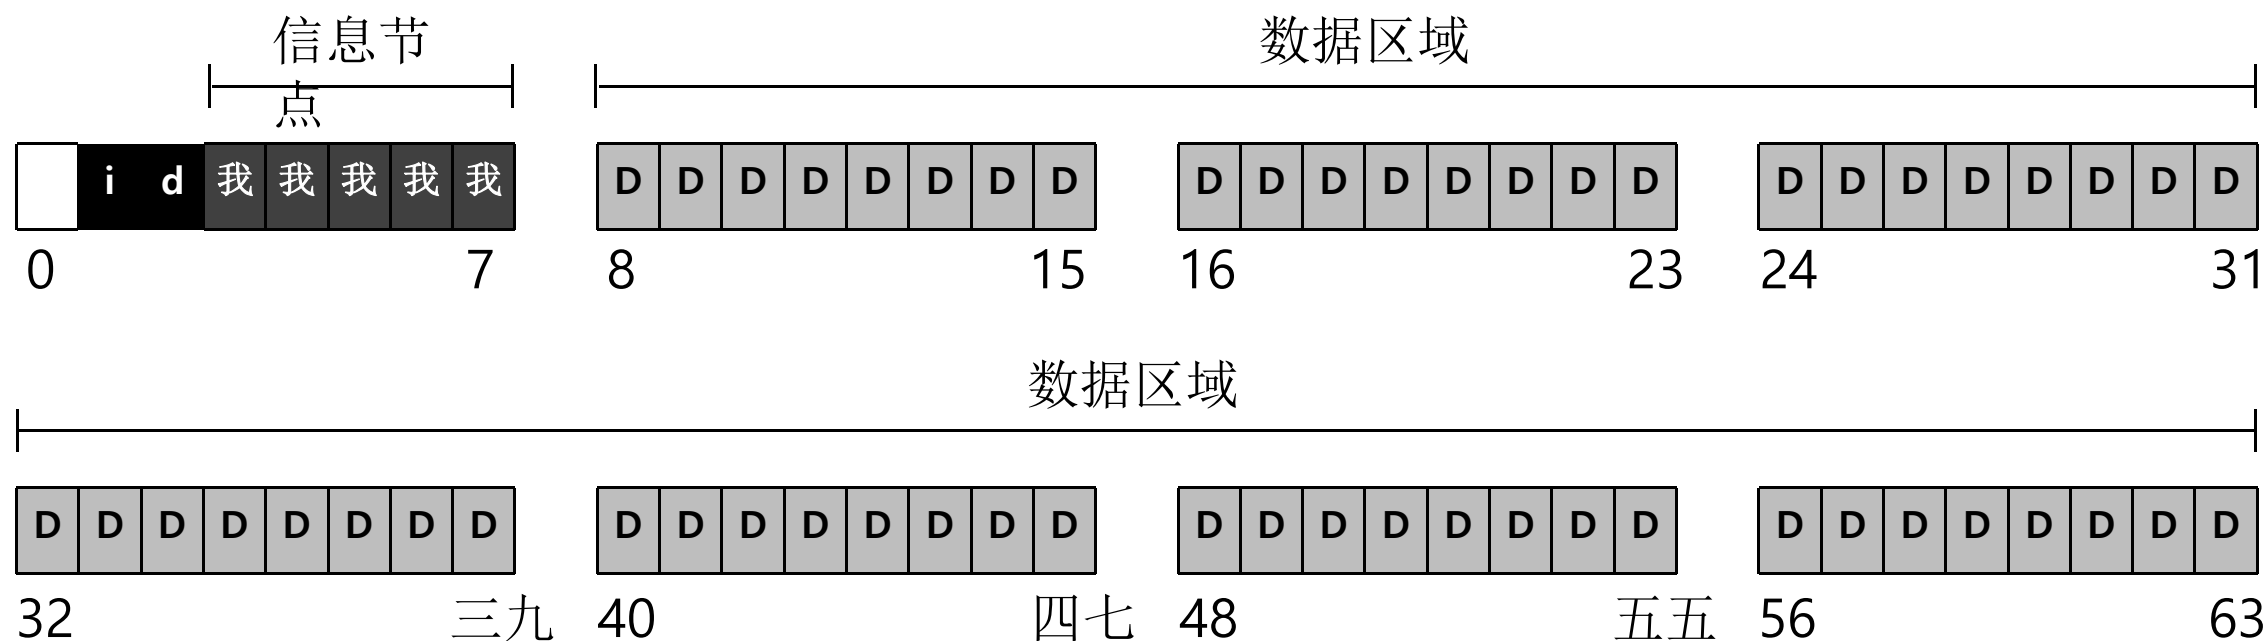 信息节
点
数据区域
i d 我 我 我 我 我 D D D D D D D D D D D D D D D D D D D D D D D D
0 7 8 15 16 23 24 31
数据区域
D D D D D D D D D D D D D D D D D D D D D D D D D D D D D D D D
32 三九 40 四七 48 五五 56 63